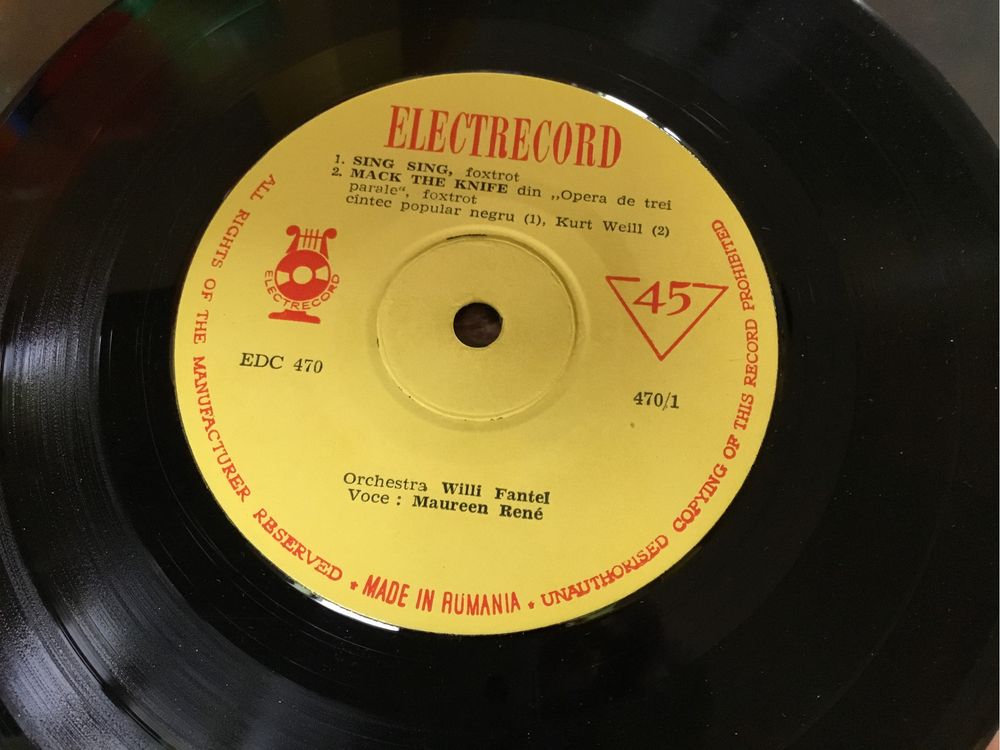 ELECTRECORD
1. SING SING, foxtrot
2. MACK THE KNIFE din „Opera de trei
parale“, foxtrot
cîntec popular negru (1), Kurt Weill (2)
ELECTRECORD
45
EDC 470
470/1
Orchestra Willi Fantel
Voce : Maureen René
ALL RIGHTS OF THE MANUFACTURER RESERVED * MADE IN RUMANIA * UNAUTHORISED COPYING OF THIS RECORD PROHIBITED